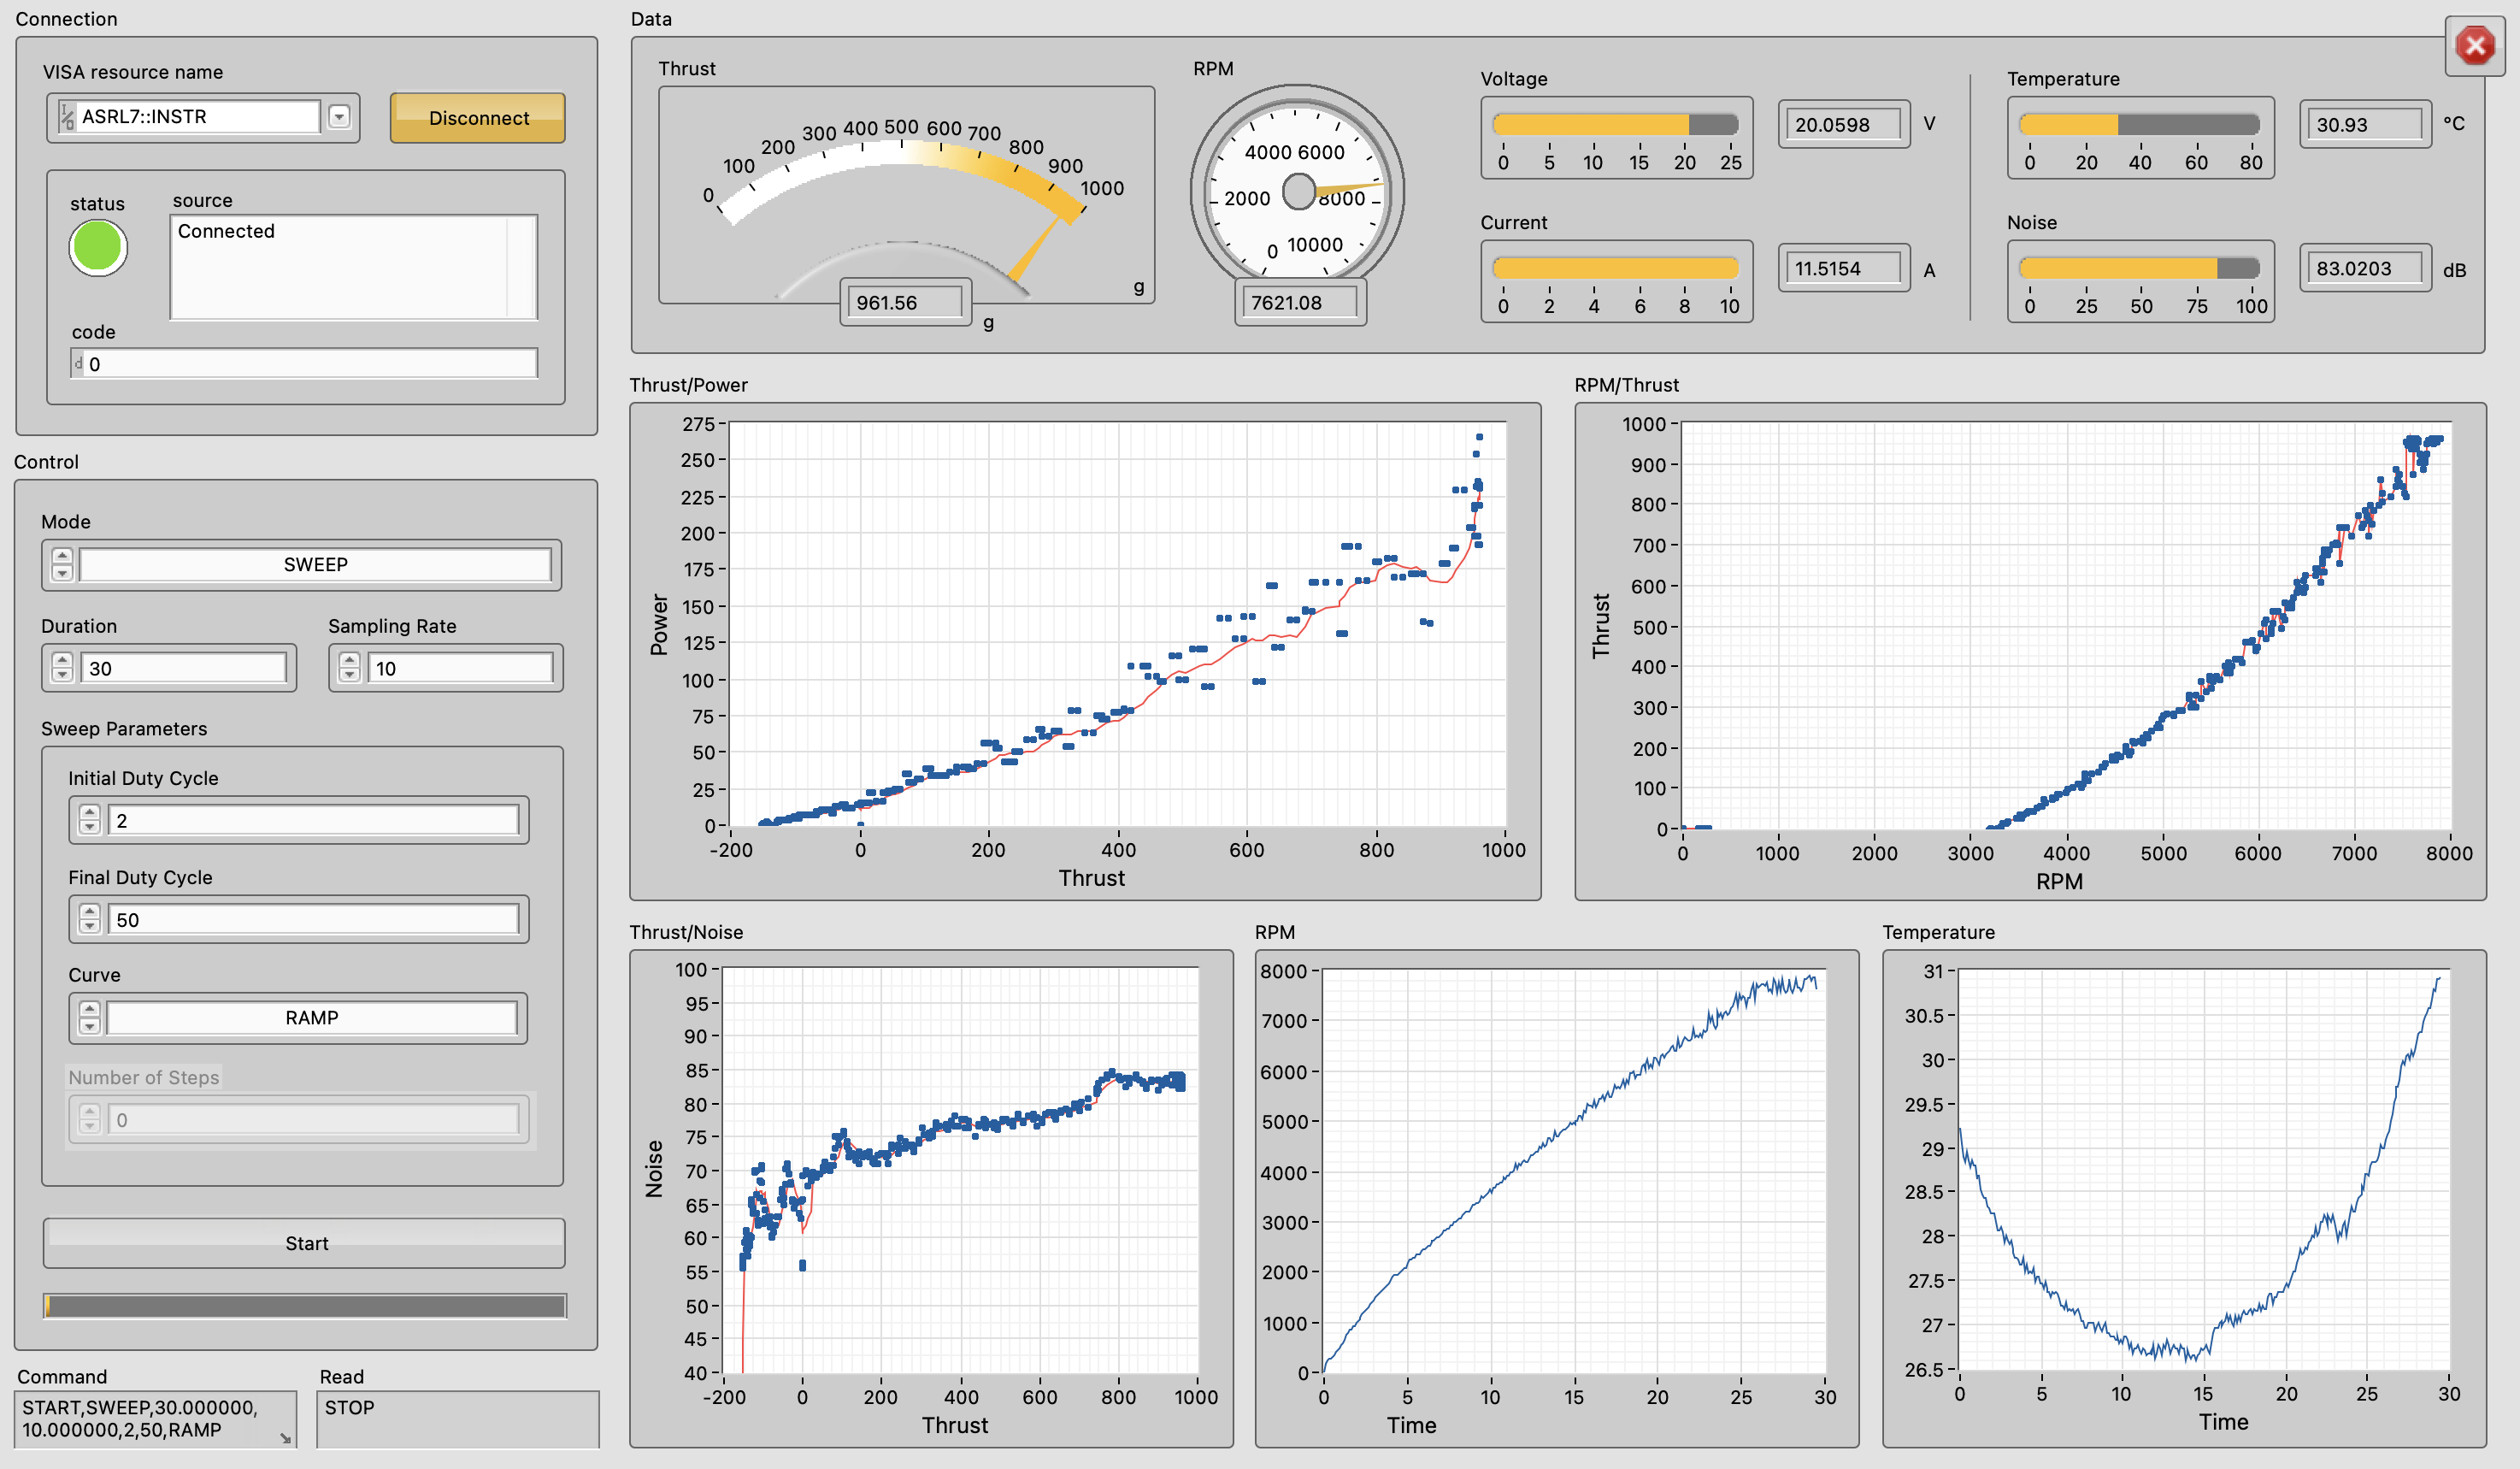 Connection
VISA resource name
ASRL7::INSTR
Disconnect
status
source
Connected
code
d 0
Control
Mode
SWEEP
Duration
Sampling Rate
30
10
Sweep Parameters
Initial Duty Cycle
2
Final Duty Cycle
50
Curve
RAMP
Number of Steps
0
Start
Command
Read
START,SWEEP,30.000000,
10.000000,2,50,RAMP
STOP
Data
Thrust
0 100 200 300 400 500 600 700 800 900 1000
g
961.56
g
RPM
0 2000 4000 6000 8000 10000
7621.08
Voltage
0 5 10 15 20 25
20.0598 V
Current
0 2 4 6 8 10
11.5154 A
Temperature
0 20 40 60 80
30.93 °C
Noise
0 25 50 75 100
83.0203 dB
Thrust/Power
275
250
225
200
175
150
125
100
75
50
25
0
Power
-200 0 200 400 600 800 1000
Thrust
RPM/Thrust
1000
900
800
700
600
500
400
300
200
100
0
Thrust
0 1000 2000 3000 4000 5000 6000 7000 8000
RPM
Thrust/Noise
100
95
90
85
80
75
70
65
60
55
50
45
40
Noise
-200 0 200 400 600 800 1000
Thrust
RPM
8000
7000
6000
5000
4000
3000
2000
1000
0
0 5 10 15 20 25 30
Time
Temperature
31
30.5
30
29.5
29
28.5
28
27.5
27
26.5
0 5 10 15 20 25 30
Time